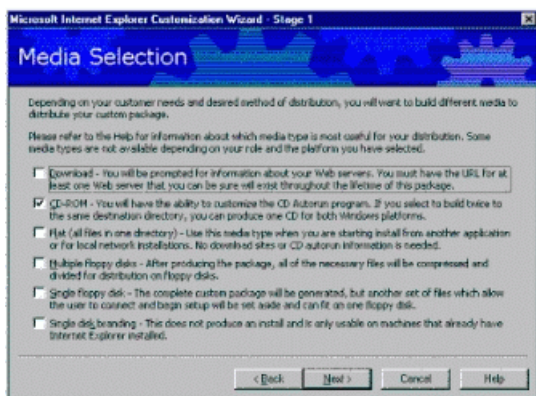 Microsoft Internet Explorer Customization Wizard - Stage 1
Media Selection
Depending on your customer needs and desired method of distribution, you will want to build different media to
distribute your custom package.
Please refer to the Help for information about which media type is most useful for your distribution. Some
media types are not available depending on your role and the platform you have selected.
Download - You will be prompted for information about your Web servers. You must have the URL for at
least one Web server that you can be sure will exist throughout the lifetime of this package.
CD-ROM - You will have the ability to customize the CD Autorun program. If you select to build twice to
the same destination directory, you can produce one CD for both Windows platforms.
Flat (all files in one directory) - Use this media type when you are starting install from another application
or for local network installations. No download sites or CD autorun information is needed.
Multiple floppy disks - After producing the package, all of the necessary files will be compressed and
divided for distribution on floppy disks.
Single floppy disk - The complete custom package will be generated, but another set of files which allow
the user to connect and begin setup will be set aside and can fit on one floppy disk.
Single disk branding - This does not produce an install and is only usable on machines that already have
Internet Explorer installed.
< Back Next > Cancel Help